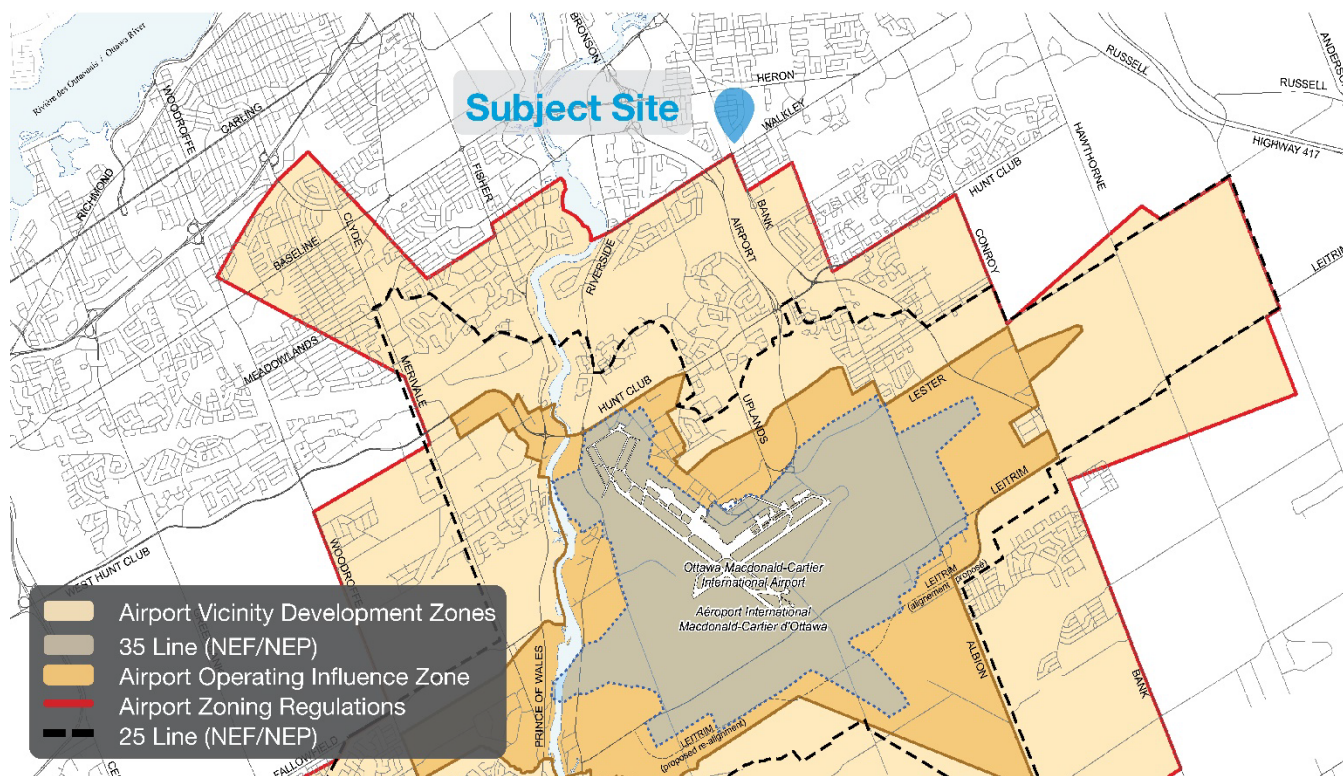 Rivière des Outaouais / Ottawa River
BRONSON
RUSSELL
HERON
RUSSELL
WOODROFFE
CARLING
Subject Site
WALKLEY
HIGHWAY 417
RICHMOND
FISHER
HAWTHORNE
HUNT CLUB
CLYDE
BASELINE
BANK
AIRPORT
CONROY
LEITRIM
RIVERSIDE
MEADOWLANDS
MERIVALE
HUNT CLUB
UPLANDS
LESTER
LEITRIM
WOODROFFE
WEST HUNT CLUB
Ottawa Macdonald-Cartier
International Airport
Aéroport International
Macdonald-Cartier d'Ottawa
LEITRIM
ALBION
BANK
PRINCE OF WALES
LEITRIM
(proposed re-alignment)
FALLOWFIELD
Airport Vicinity Development Zones
35 Line (NEF/NEP)
Airport Operating Influence Zone
Airport Zoning Regulations
25 Line (NEF/NEP)